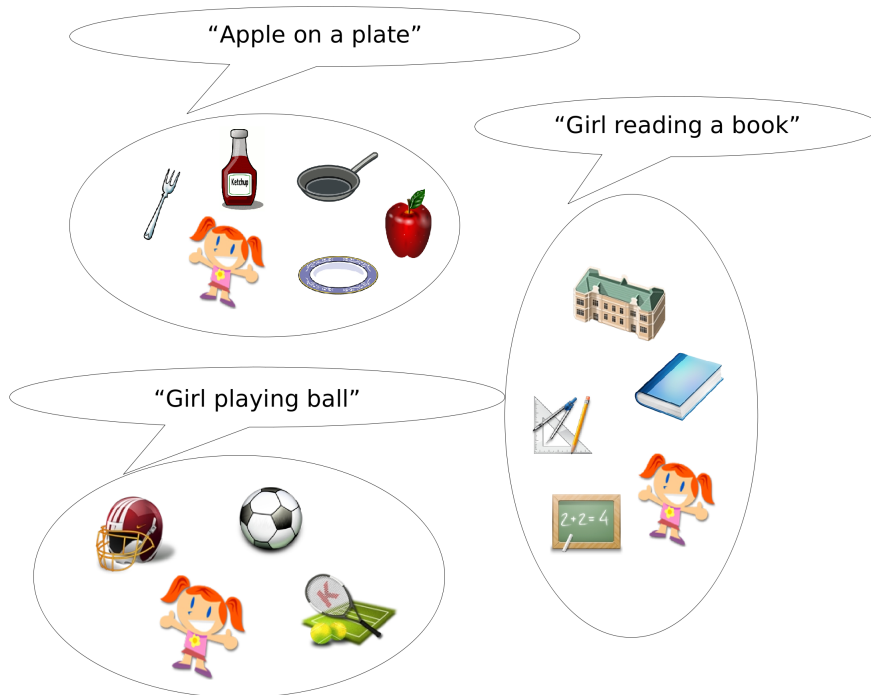 “Apple on a plate”
“Girl reading a book”
Ketchup
“Girl playing ball”
2+2=4
K